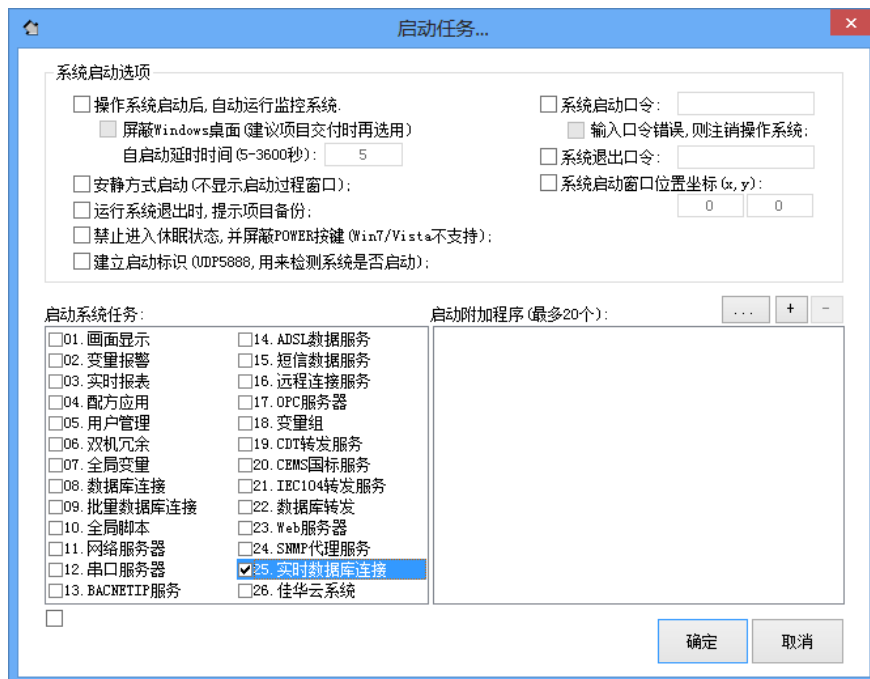 启动任务...
系统启动选项
操作系统启动后,自动运行监控系统.
屏蔽Windows桌面(建议项目交付时再选用)
自启动延时时间(5-3600秒): 5
安静方式启动(不显示启动过程窗口);
运行系统退出时,提示项目备份;
禁止进入休眠状态,并屏蔽POWER按键(Win7/Vista不支持);
建立启动标识(UDP5888,用来检测系统是否启动);
系统启动口令:
输入口令错误,则注销操作系统;
系统退出口令:
系统启动窗口位置坐标(x,y):
0 0
启动系统任务:
01.画面显示
02.变量报警
03.实时报表
04.配方应用
05.用户管理
06.双机冗余
07.全局变量
08.数据库连接
09.批量数据库连接
10.全局脚本
11.网络服务器
12.串口服务器
13.BACNETIP服务
14.ADSL数据服务
15.短信数据服务
16.远程连接服务
17.OPC服务器
18.变量组
19.CDT转发服务
20.CEMS国标服务
21.IEC104转发服务
22.数据库转发
23.Web服务器
24.SNMP代理服务
25.实时数据库连接
26.佳华云系统
启动附加程序(最多20个):
... + -
确定 取消